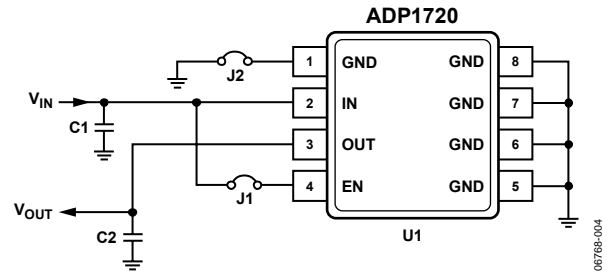 ADP1720
J2
1 GND GND 8
V_IN
C1
2 IN GND 7
3 OUT GND 6
J1
4 EN GND 5
V_OUT
C2
U1
06768-004